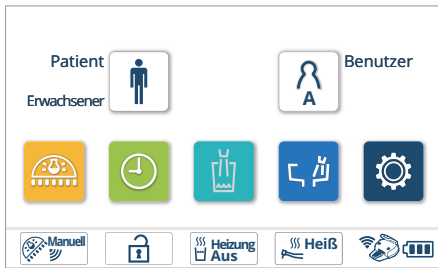 Patient
Benutzer
Erwachsener
A
Manuell
Heizung
Aus
Heiß